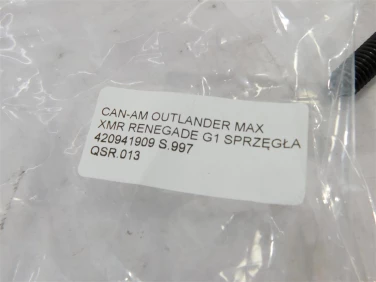 CAN-AM OUTLANDER MAX
XMR RENEGADE G1 SPRZĘGŁA
420941909 S.997
QSR.013